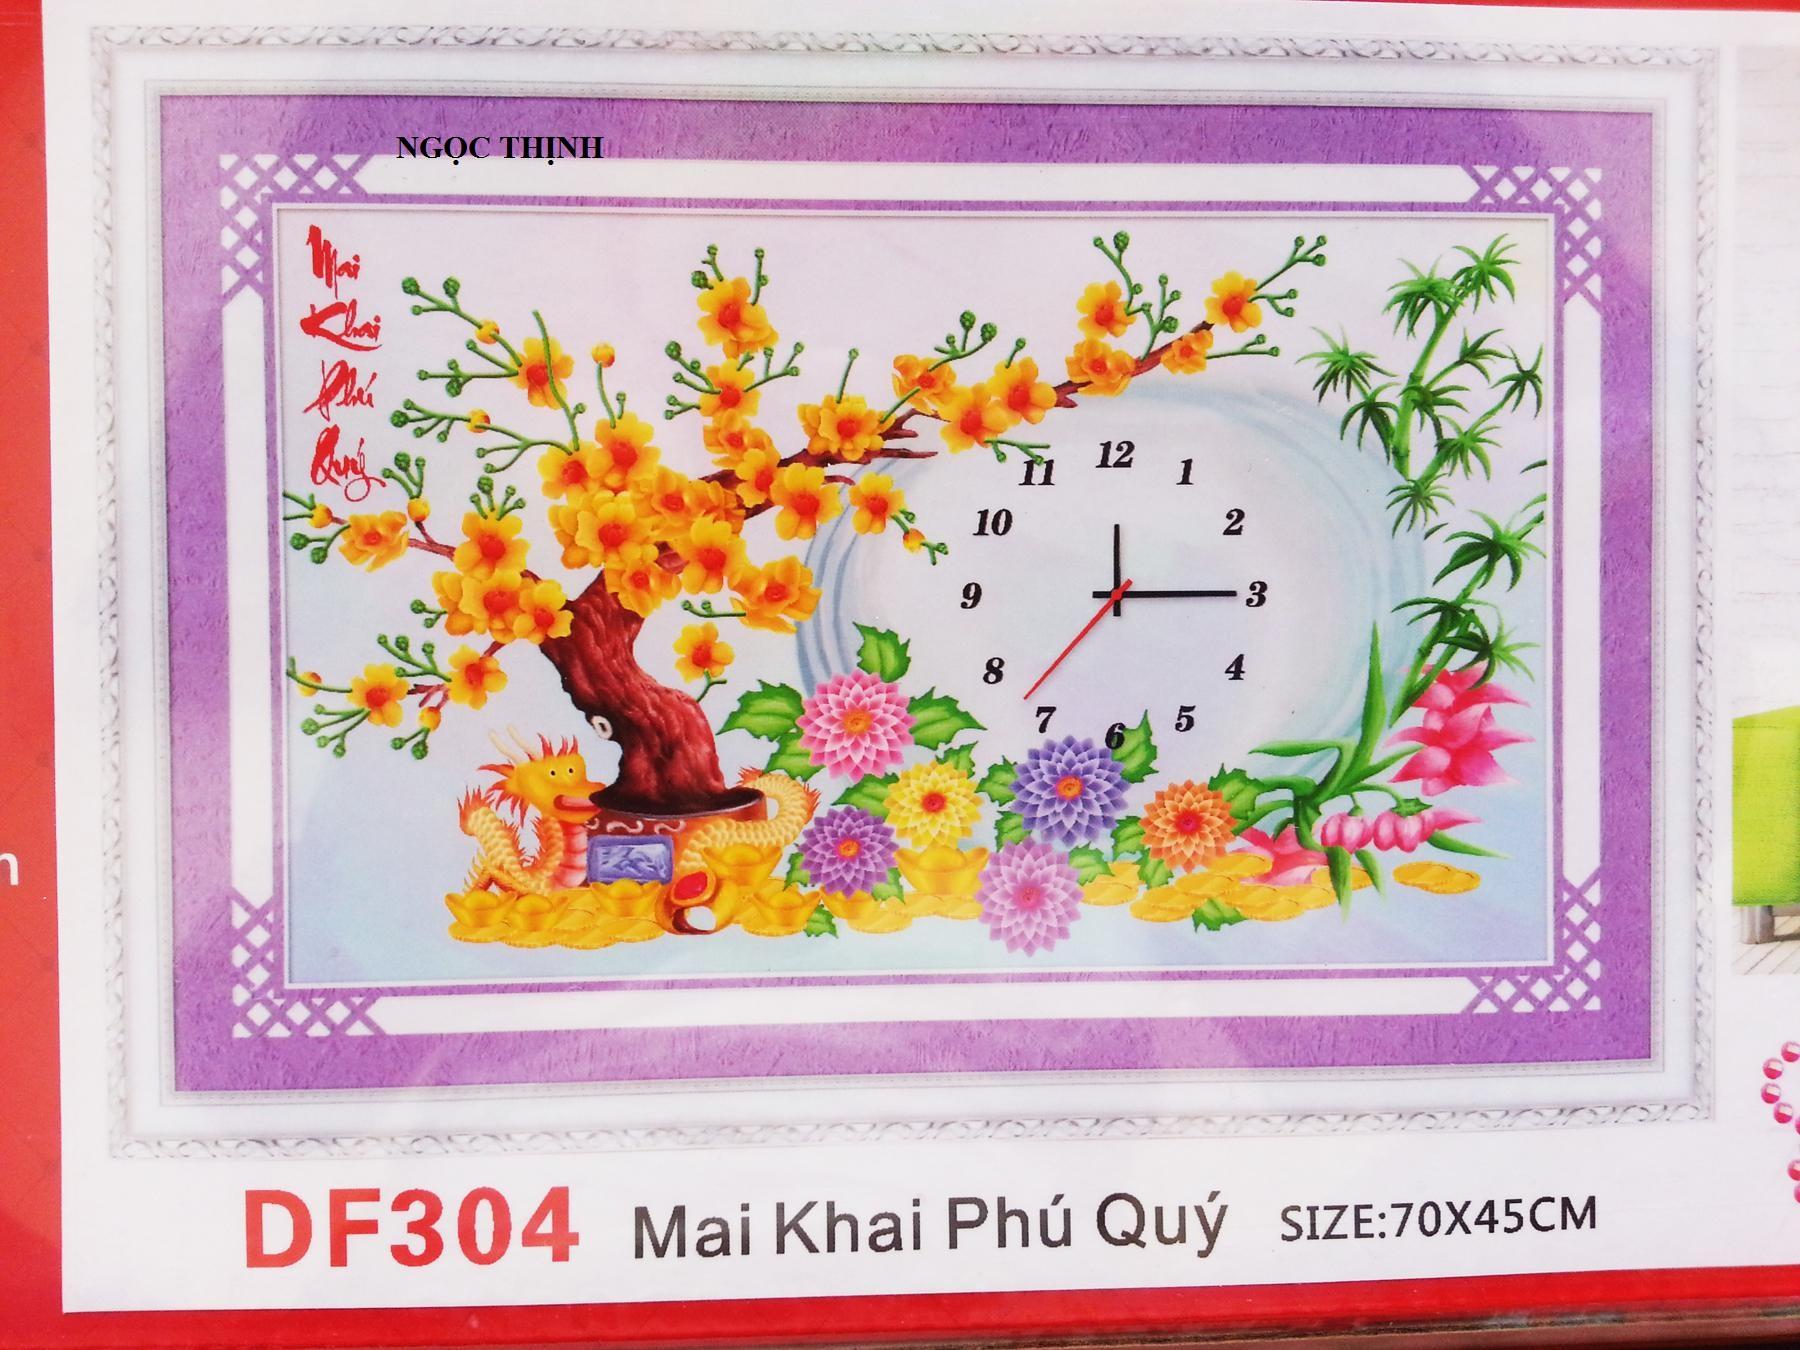 NGỌC THỊNH
Mai
Khai
Phú
Quý
12
11
1
10
2
9
3
8
4
7
6
5
n
DF304 Mai Khai Phú Quý SIZE:70X45CM